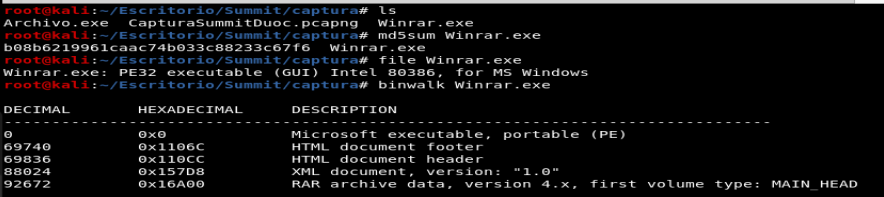 root@kali:~/Escritorio/Summit/captura# ls
Archivo.exe  CapturaSummitDuoc.pcapng  Winrar.exe
root@kali:~/Escritorio/Summit/captura# md5sum Winrar.exe
b08b6219961caac74b033c88233c67f6  Winrar.exe
root@kali:~/Escritorio/Summit/captura# file Winrar.exe
Winrar.exe: PE32 executable (GUI) Intel 80386, for MS Windows
root@kali:~/Escritorio/Summit/captura# binwalk Winrar.exe
DECIMAL       HEXADECIMAL     DESCRIPTION
--------------------------------------------------------------------------------
0             0x0             Microsoft executable, portable (PE)
69740         0x1106C         HTML document footer
69836         0x110CC         HTML document header
88024         0x157D8         XML document, version: "1.0"
92672         0x16A00         RAR archive data, version 4.x, first volume type: MAIN_HEAD